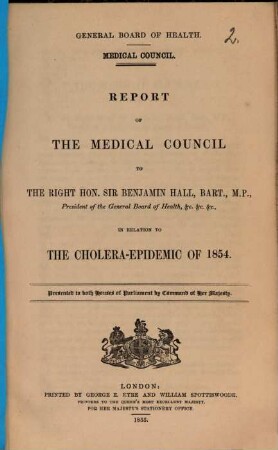 GENERAL BOARD OF HEALTH.
2.
MEDICAL COUNCIL.
REPORT
OF
THE MEDICAL COUNCIL
TO
THE RIGHT HON. SIR BENJAMIN HALL, BART., M.P.,
President of the General Board of Health, &c. &c. &c.,
IN RELATION TO
THE CHOLERA-EPIDEMIC OF 1854.
Presented to both Houses of Parliament by Command of Her Majesty.
LONDON:
PRINTED BY GEORGE E. EYRE AND WILLIAM SPOTTISWOODE,
PRINTERS TO THE QUEEN'S MOST EXCELLENT MAJESTY.
FOR HER MAJESTY'S STATIONERY OFFICE.
1855.